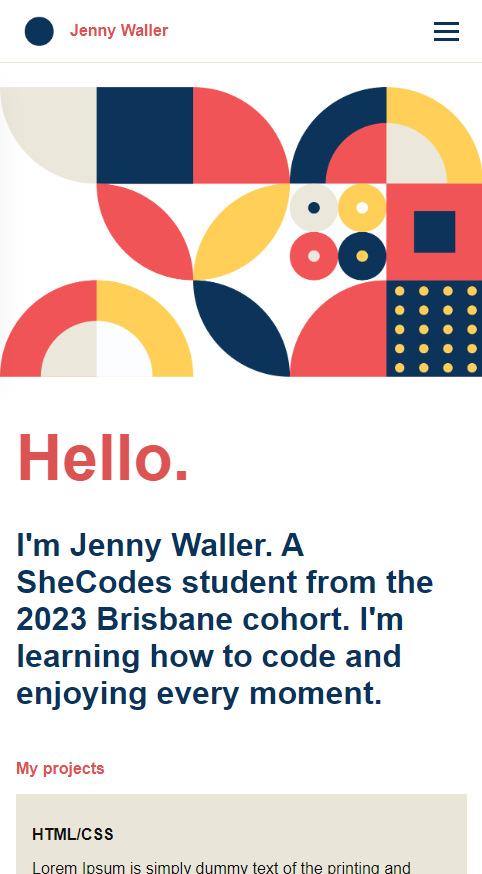 Jenny Waller
Hello.
I'm Jenny Waller. A
SheCodes student from the
2023 Brisbane cohort. I'm
learning how to code and
enjoying every moment.
My projects
HTML/CSS
Lorem Ipsum is simply dummy text of the printing and